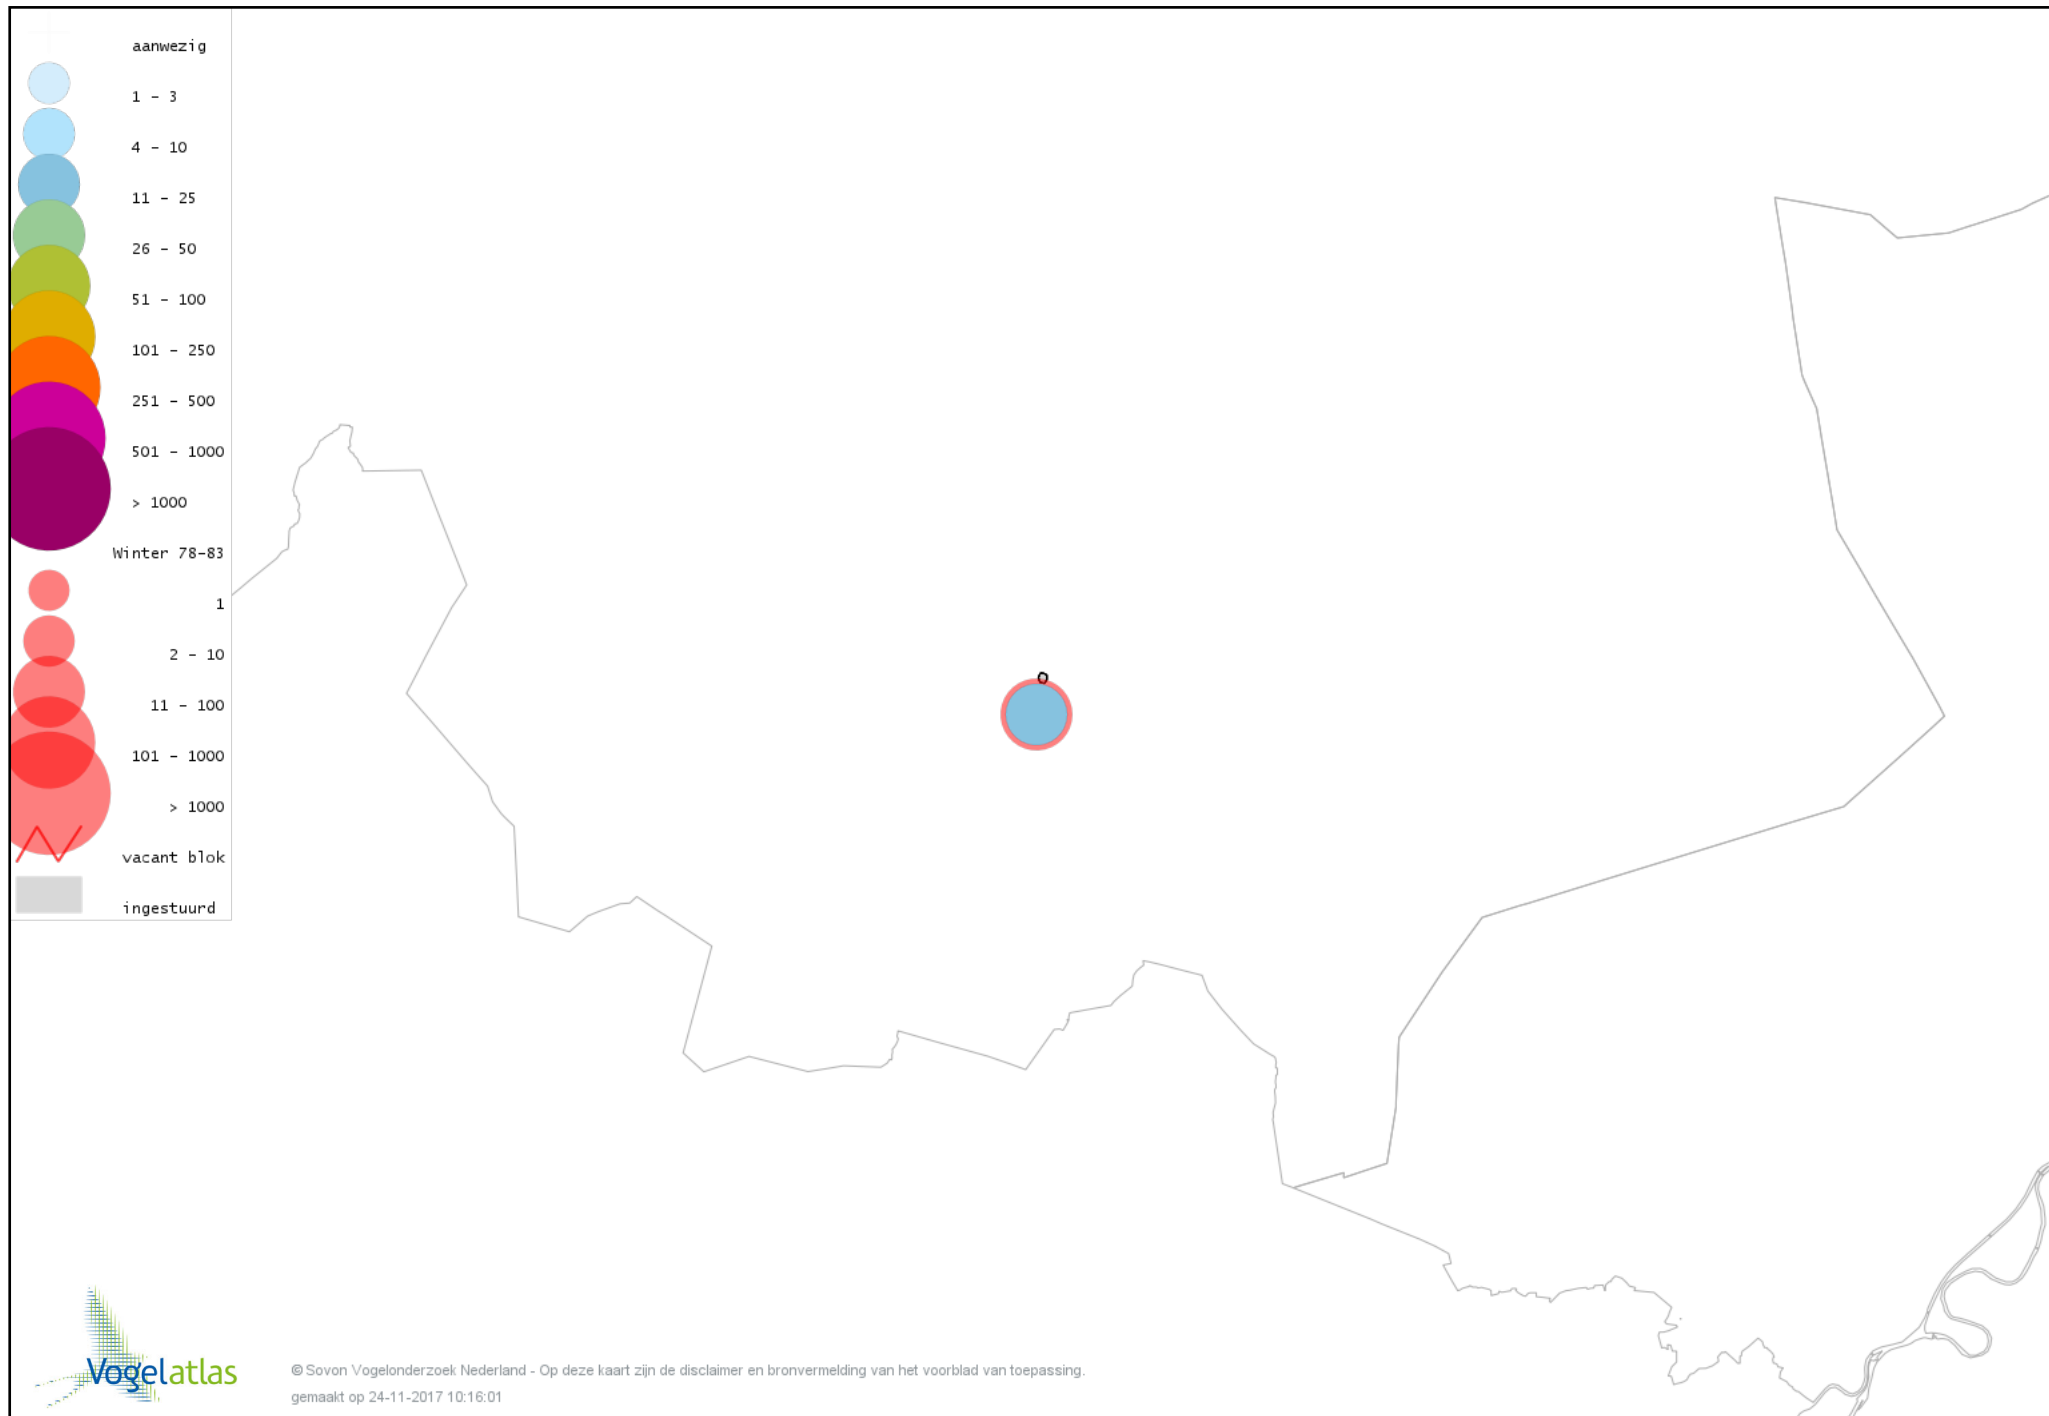 aanwezig
1 - 3
4 - 10
11 - 25
26 - 50
51 - 100
101 - 250
251 - 500
501 - 1000
> 1000
Winter 78-83
1
2 - 10
11 - 100
101 - 1000
> 1000
vacant blok
ingestuurd
0
Vogelatlas
© Sovon Vogelonderzoek Nederland - Op deze kaart zijn de disclaimer en bronvermelding van het voorblad van toepassing.
gemaakt op 24-11-2017 10:16:01